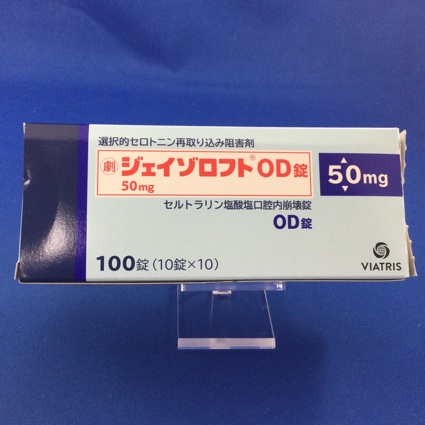 選択的セロトニン再取り込み阻害剤
劇 ジェイゾロフト® OD錠
50mg
50mg
セルトラリン塩酸塩口腔内崩壊錠
OD錠
100錠(10錠×10)
VIATRIS